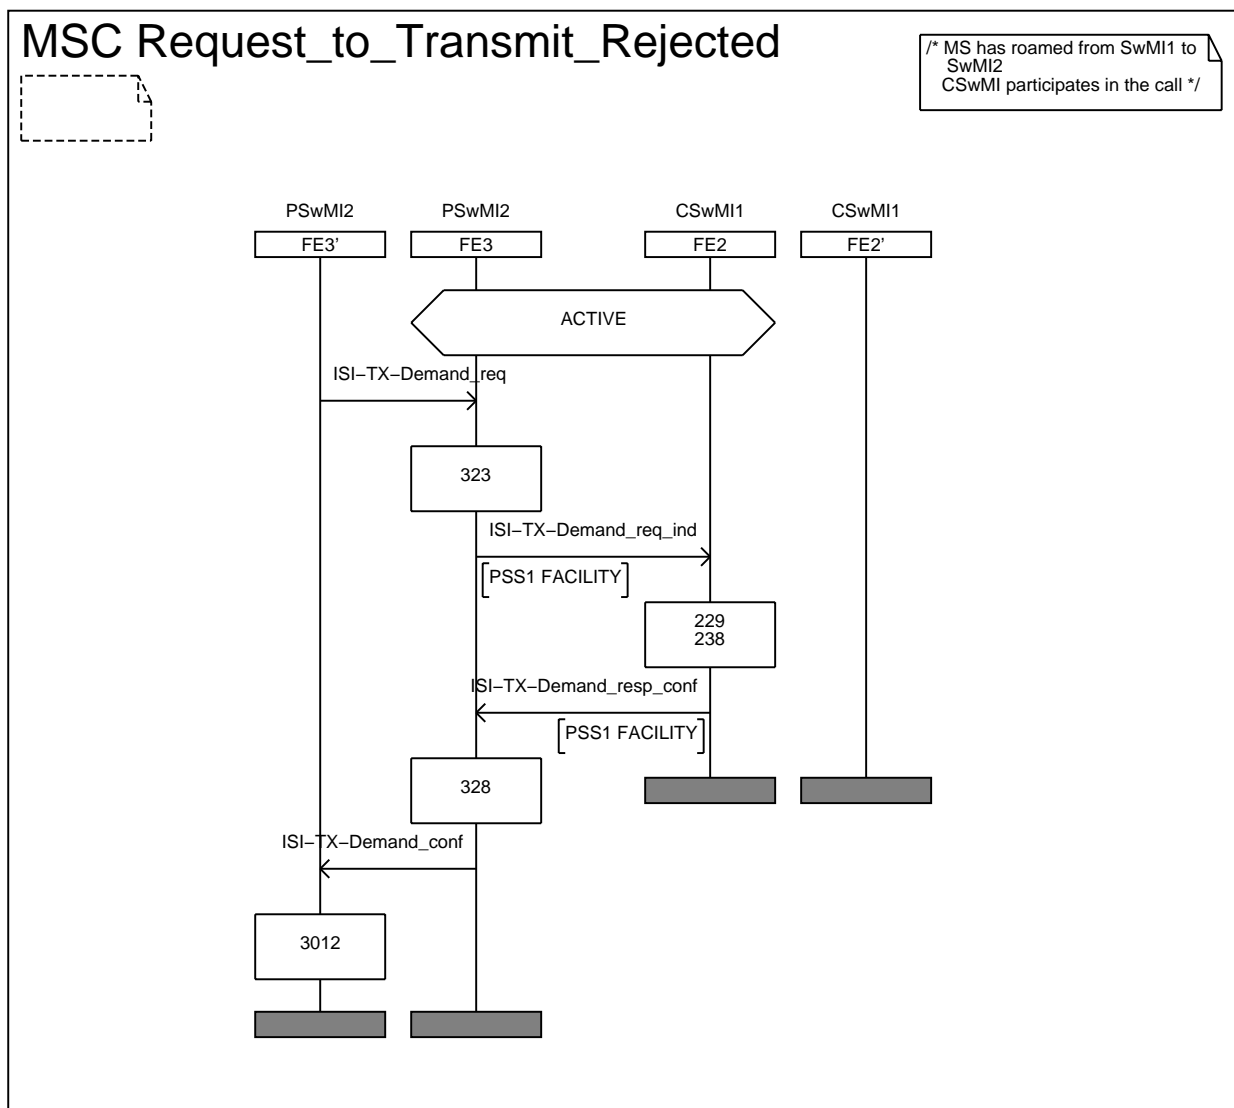 MSC Request_to_Transmit_Rejected
/* MS has roamed from SwMI1 to
SwMI2
CSwMI participates in the call */
PSwMI2 PSwMI2 CSwMI1 CSwMI1
FE3' FE3 FE2 FE2'
ACTIVE
ISI−TX−Demand_req
323
ISI−TX−Demand_req_ind
PSS1 FACILITY
229
238
ISI−TX−Demand_resp_conf
PSS1 FACILITY
328
ISI−TX−Demand_conf
3012